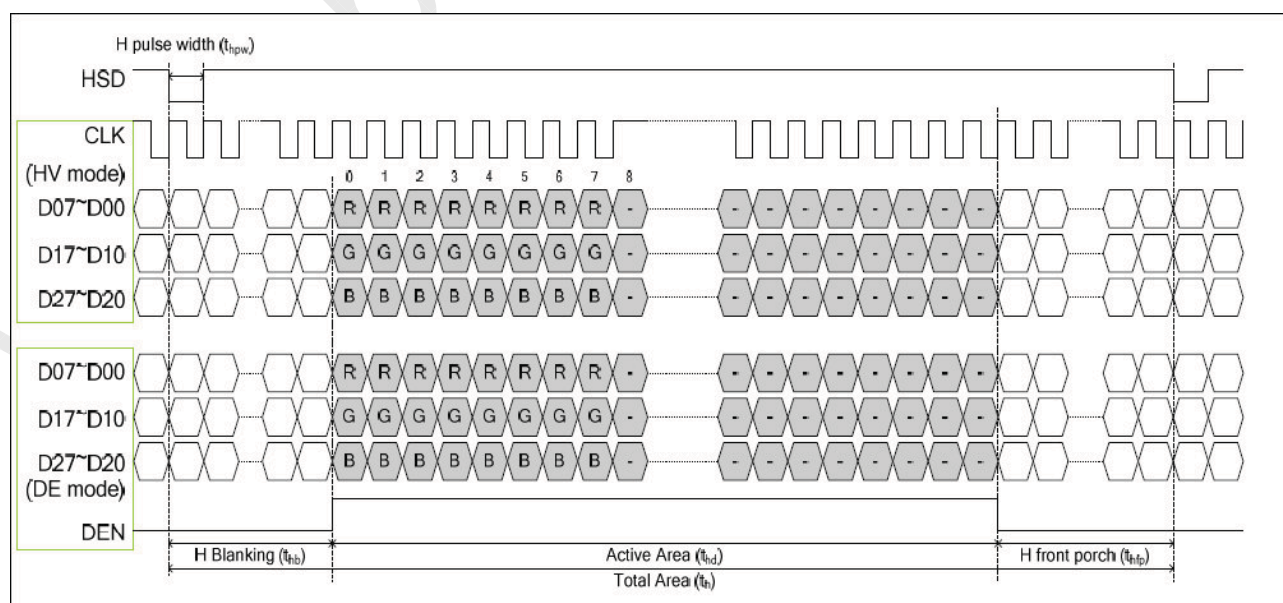 H pulse width (thpw)
HSD
CLK
(HV mode)
0 1 2 3 4 5 6 7 8
D07~D00 R R R R R R R R - - - - - - - - -
D17~D10 G G G G G G G G - - - - - - - - -
D27~D20 B B B B B B B B - - - - - - - - -
D07~D00 R R R R R R R R - - - - - - - - -
D17~D10 G G G G G G G G - - - - - - - - -
D27~D20 B B B B B B B B - - - - - - - - -
(DE mode)
DEN
H Blanking (thb) Active Area (thd) H front porch (thfp)
Total Area (th)